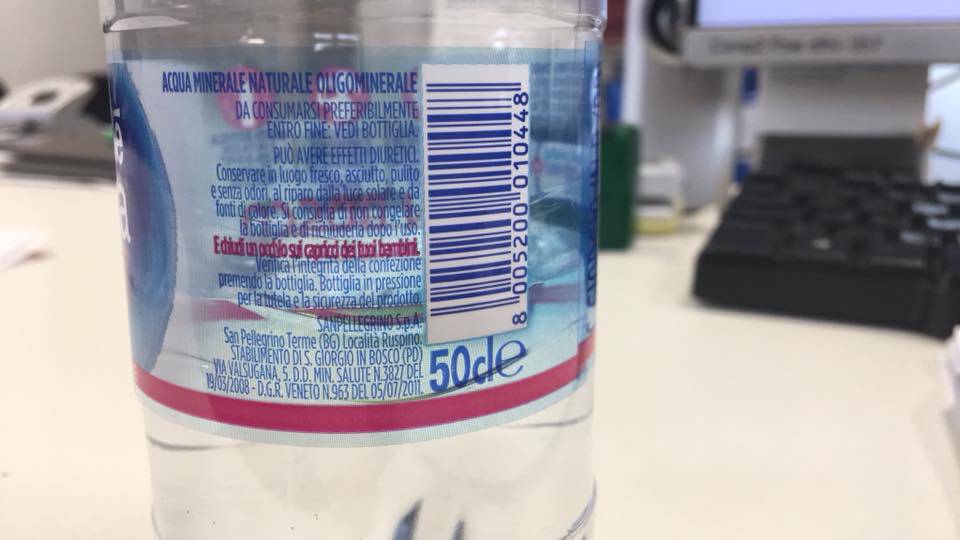 ACQUA MINERALE NATURALE OLIGOMINERALE
DA CONSUMARSI PREFERIBILMENTE
ENTRO FINE: VEDI BOTTIGLIA.
PUÒ AVERE EFFETTI DIURETICI.
Conservare in luogo fresco, asciutto, pulito
e senza odori, al riparo dalla luce solare e da
fonti di calore. Si consiglia di non congelare
la bottiglia e di richiuderla dopo l'uso.
E chiudi un occhio sui capricci dei tuoi bambini.
Verifica l'integrità della confezione
premendo la bottiglia. Bottiglia in pressione
per la tutela e la sicurezza del prodotto.
SANPELLEGRINO S.p.A.
San Pellegrino Terme (BG) Località Ruspino.
STABILIMENTO DI S. GIORGIO IN BOSCO (PD)
VIA VALSUGANA, 5. D.D. MIN. SALUTE N.3827 DEL
19/03/2008 - D.G.R. VENETO N.963 DEL 05/07/2011.
8 005200 010448
50cl e